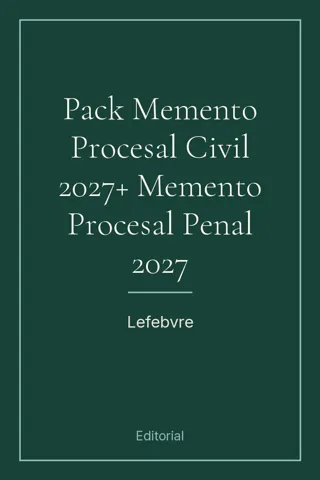 Pack Memento
Procesal Civil
2027+ Memento
Procesal Penal
2027
Lefebvre
Editorial